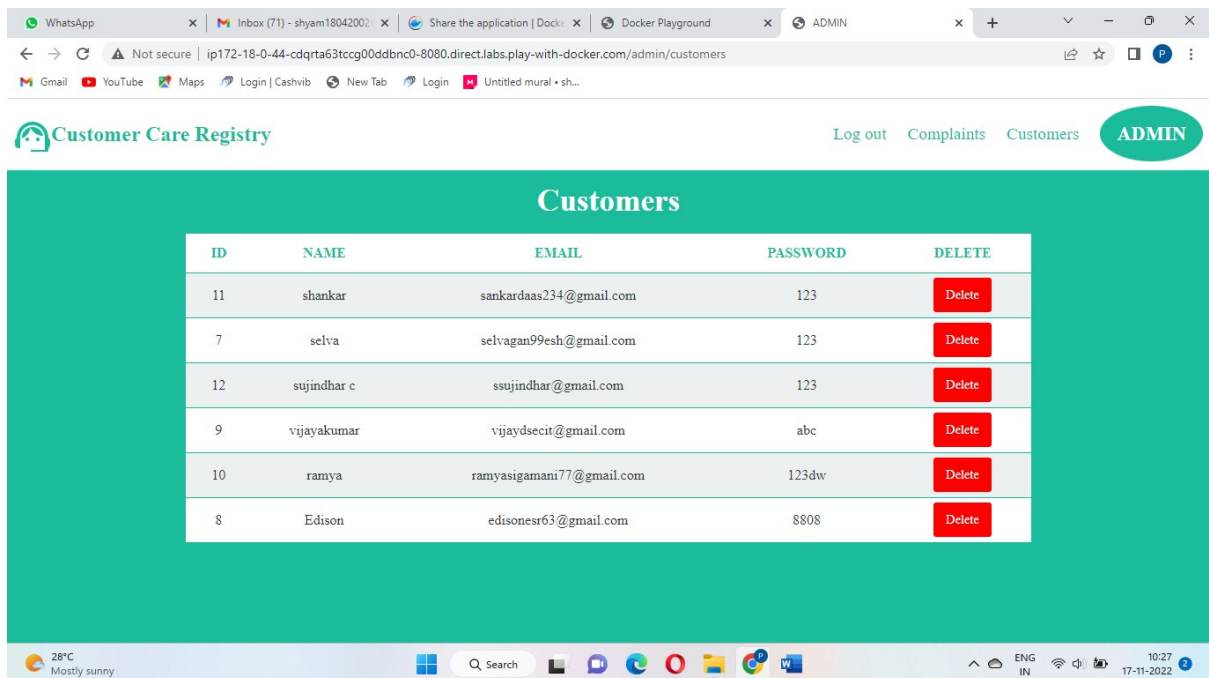 WhatsApp
Inbox (71) - shyam18042002
Share the application | Docke
Docker Playground
ADMIN
Not secure
ip172-18-0-44-cdqrta63tccg00ddbnc0-8080.direct.labs.play-with-docker.com/admin/customers
P
Gmail YouTube Maps Login | Cashvib New Tab Login Untitled mural • sh...
Customer Care Registry
Log out Complaints Customers ADMIN
Customers
ID NAME EMAIL PASSWORD DELETE
11 shankar sankardaas234@gmail.com 123 Delete
7 selva selvagan99esh@gmail.com 123 Delete
12 sujindhar c ssujindhar@gmail.com 123 Delete
9 vijayakumar vijaydsecit@gmail.com abc Delete
10 ramya ramyasigamani77@gmail.com 123dw Delete
8 Edison edisonesr63@gmail.com 8808 Delete
28°C
Mostly sunny
Search
ENG
IN
10:27
17-11-2022
2